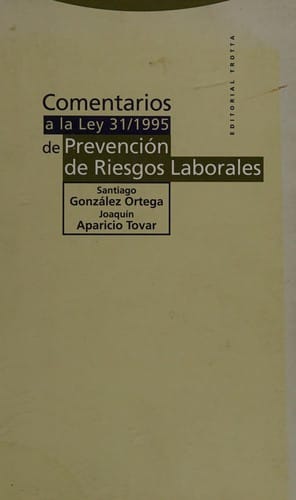 Comentarios
a la Ley 31/1995
de Prevención
de Riesgos Laborales
Santiago
González Ortega
Joaquín
Aparicio Tovar
EDITORIAL TROTTA